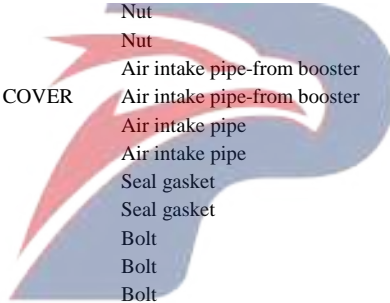 Nut
Nut
Air intake pipe-from booster
COVER Air intake pipe-from booster
Air intake pipe
Air intake pipe
Seal gasket
Seal gasket
Bolt
Bolt
Bolt